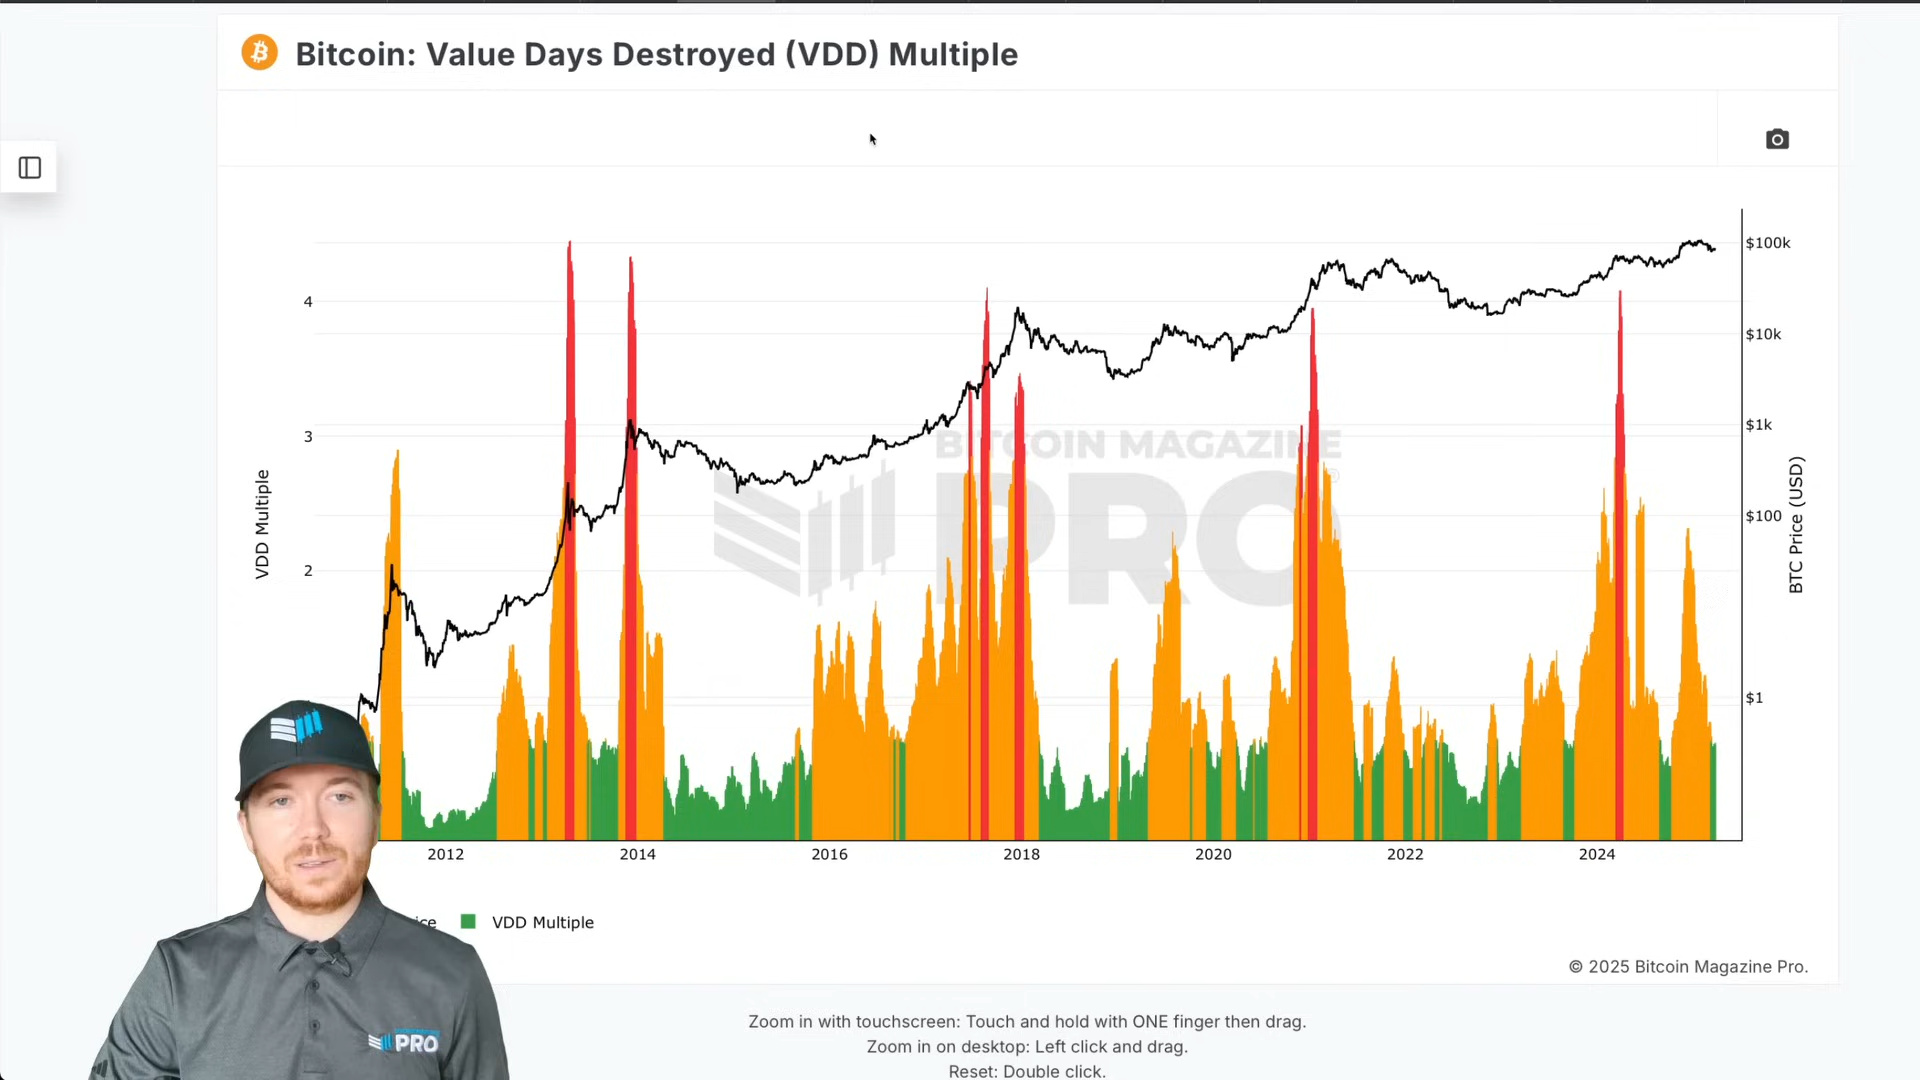 Bitcoin: Value Days Destroyed (VDD) Multiple
4
3
2
VDD Multiple
$100k
$10k
$1k
$100
$1
BTC Price (USD)
BITCOIN MAGAZINE
PRO
2012
2014
2016
2018
2020
2022
2024
VDD Multiple
© 2025 Bitcoin Magazine Pro.
Zoom in with touchscreen: Touch and hold with ONE finger then drag.
Zoom in on desktop: Left click and drag.
Reset: Double click.
PRO